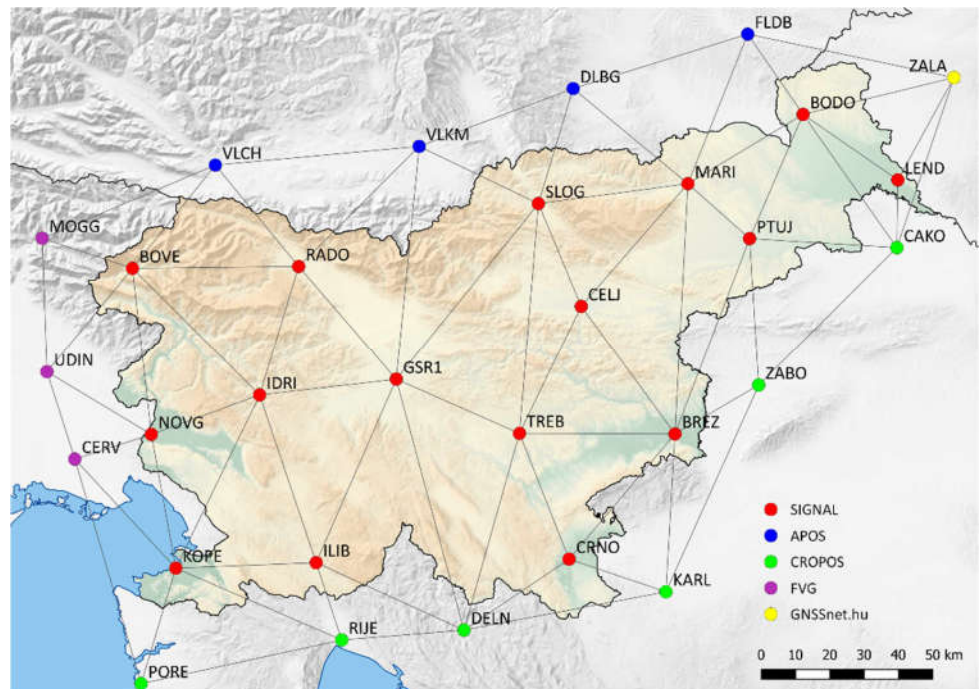 FLDB
ZALA
DLBG
BODO
VLKM
VLCH
MARI
LEND
SLOG
MOGG
PTUJ
CAKO
BOVE
RADO
CELJ
UDIN
GSR1
ZABO
IDRI
NOVG
TREB
BREZ
CERV
SIGNAL
APOS
CROPOS
FVG
GNSSnet.hu
KOPE
ILIB
CRNO
KARL
DELN
RIJE
PORE
0 10 20 30 40 50 km